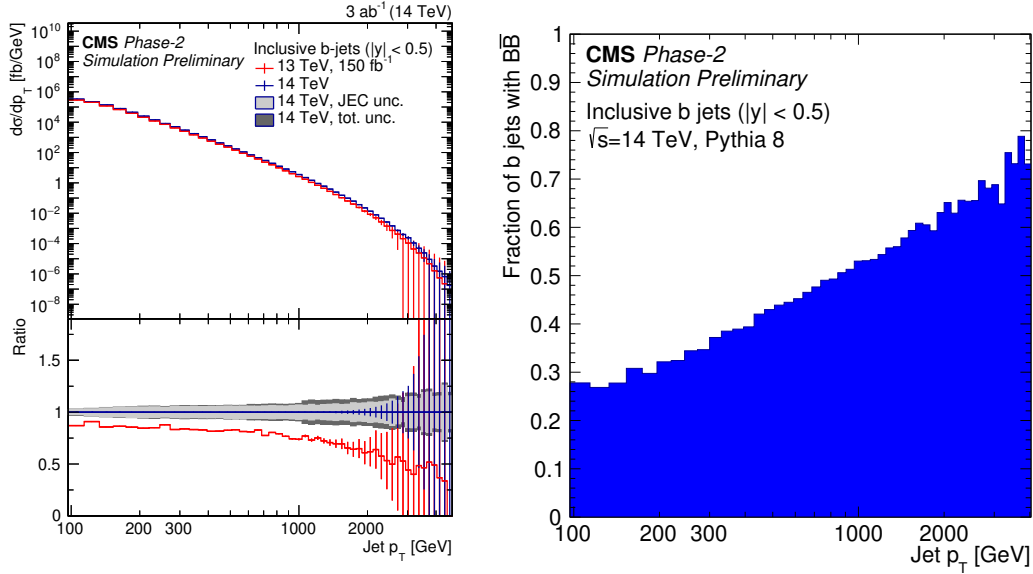 3 ab⁻¹ (14 TeV)
dσ/dp_T [fb/GeV]
CMS Phase-2
Simulation Preliminary
Inclusive b-jets (|y| < 0.5)
13 TeV, 150 fb⁻¹
14 TeV
14 TeV, JEC unc.
14 TeV, tot. unc.
10¹⁰
10⁸
10⁶
10⁴
10²
1
10⁻²
10⁻⁴
10⁻⁶
10⁻⁸
Ratio
1.5
1
0.5
0
100 200 300 1000 2000
Jet p_T [GeV]
Fraction of b jets with BB̅
CMS Phase-2
Simulation Preliminary
Inclusive b jets (|y| < 0.5)
√s=14 TeV, Pythia 8
1
0.9
0.8
0.7
0.6
0.5
0.4
0.3
0.2
0.1
0
100 200 300 1000 2000
Jet p_T [GeV]